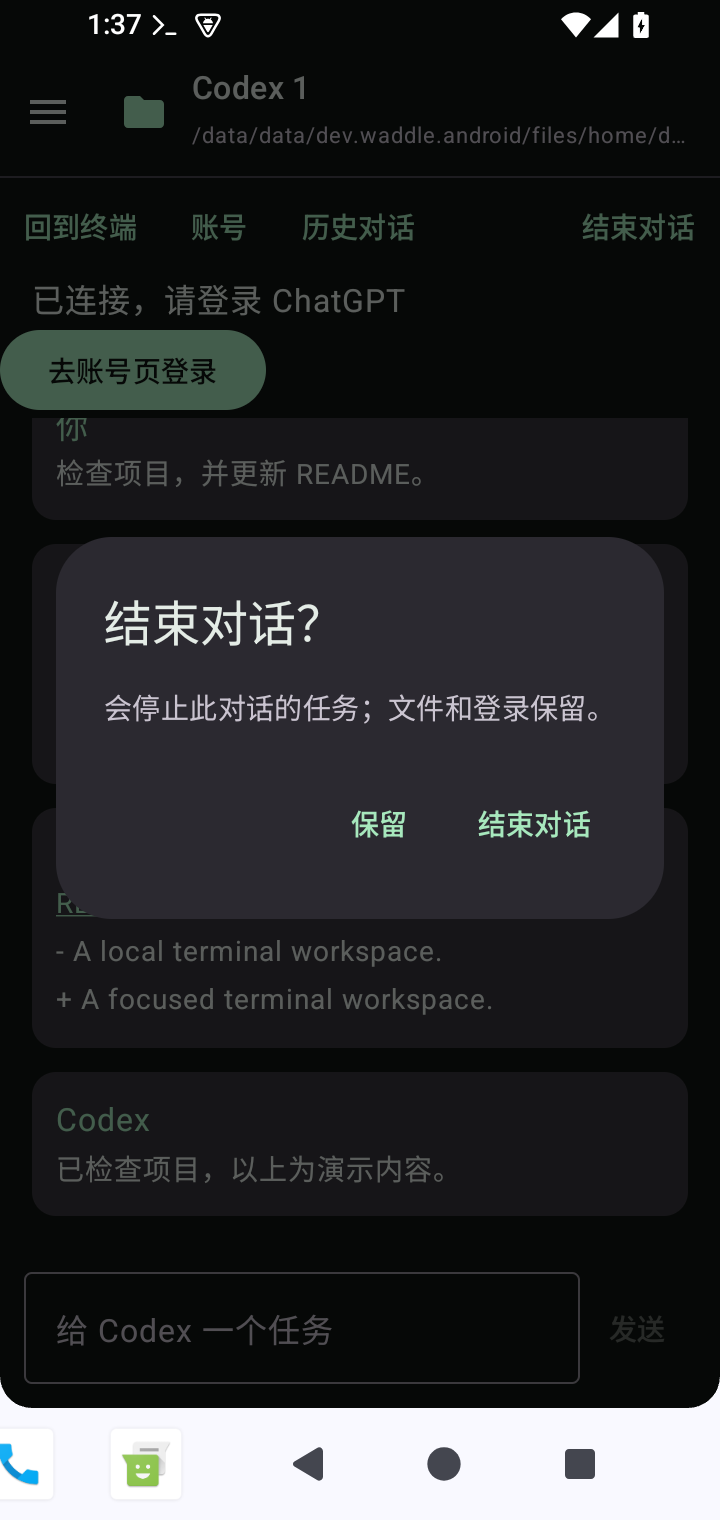 1:37
Codex 1
/data/data/dev.waddle.android/files/home/d…
回到终端 账号 历史对话 结束对话
已连接，请登录 ChatGPT
去账号页登录
你
检查项目，并更新 README。
结束对话？
会停止此对话的任务；文件和登录保留。
保留 结束对话
- A local terminal workspace.
+ A focused terminal workspace.
Codex
已检查项目，以上为演示内容。
给 Codex 一个任务 发送